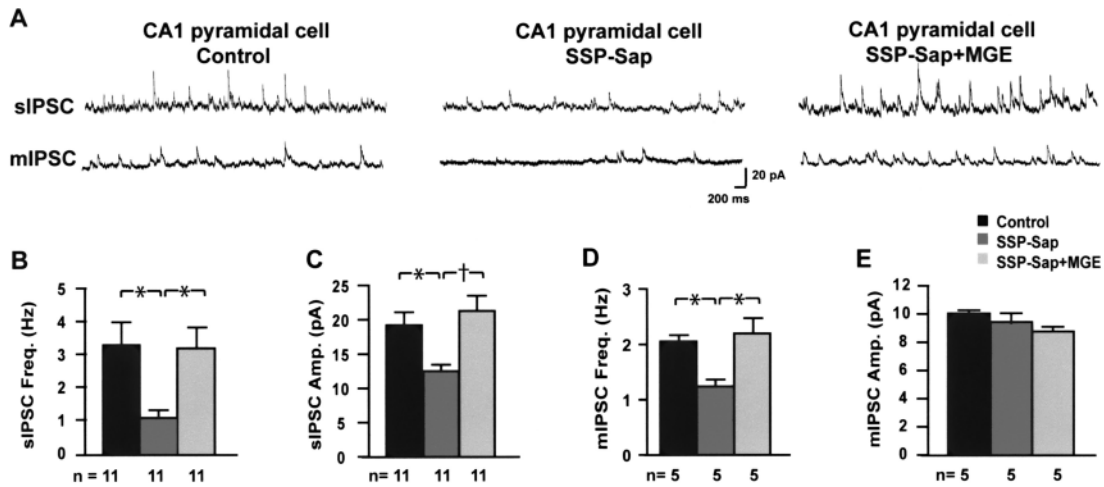 A
CA1 pyramidal cell
Control
CA1 pyramidal cell
SSP-Sap
CA1 pyramidal cell
SSP-Sap+MGE
sIPSC
mIPSC
20 pA
200 ms
Control
SSP-Sap
SSP-Sap+MGE
B
sIPSC Freq. (Hz)
5
4
3
2
1
0
* *
n = 11 11 11
C
sIPSC Amp. (pA)
25
20
15
10
5
0
* †
n = 11 11 11
D
mIPSC Freq. (Hz)
3
2
1
0
* *
n= 5 5 5
E
mIPSC Amp. (pA)
12
10
8
6
4
2
0
n= 5 5 5